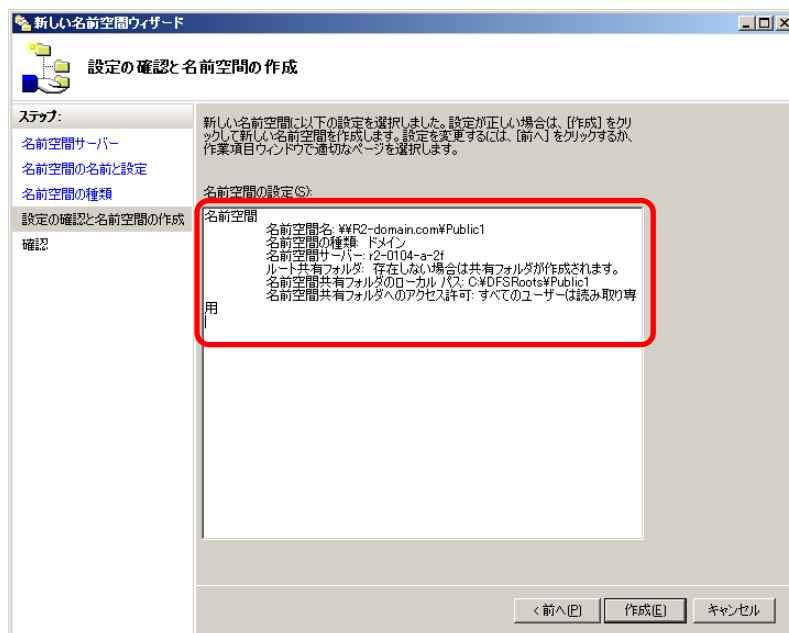 新しい名前空間ウィザード
設定の確認と名前空間の作成
ステップ:
名前空間サーバー
名前空間の名前と設定
名前空間の種類
設定の確認と名前空間の作成
確認
新しい名前空間に以下の設定を選択しました。設定が正しい場合は、[作成] をクリ
ックして新しい名前空間を作成します。設定を変更するには、[前へ] をクリックするか、
作業項目ウィンドウで適切なページを選択します。
名前空間の設定(S):
名前空間
名前空間名: ¥¥R2-domain.com¥Public1
名前空間の種類: ドメイン
名前空間サーバー: r2-0104-a-2f
ルート共有フォルダ: 存在しない場合は共有フォルダが作成されます。
名前空間共有フォルダのローカル パス: C:¥DFSRoots¥Public1
名前空間共有フォルダへのアクセス許可: すべてのユーザーは読み取り専
用
< 前へ(P)
作成(E)
キャンセル